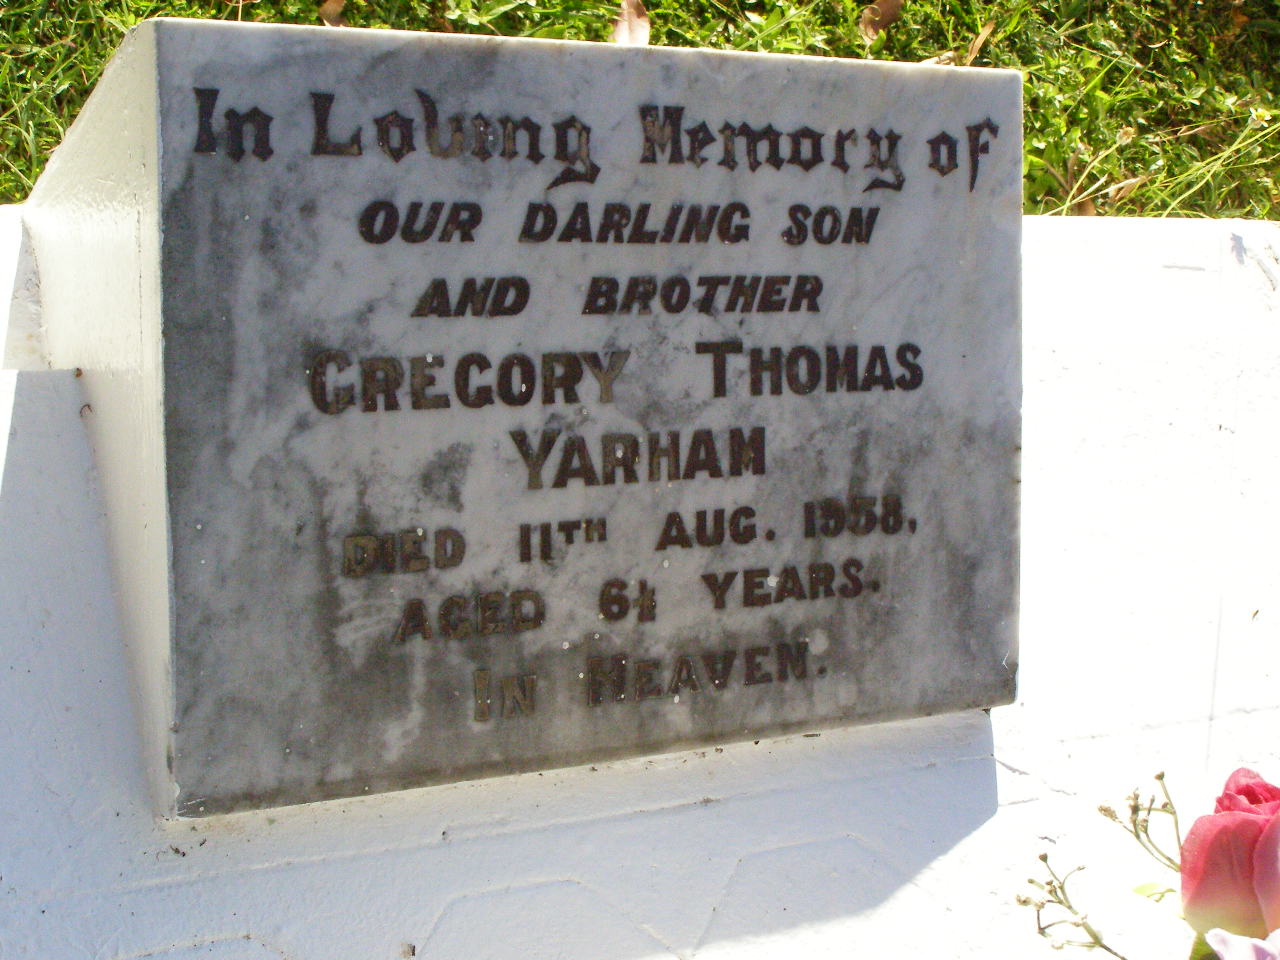 In Loving Memory of
OUR DARLING SON
AND BROTHER
GREGORY THOMAS
YARHAM
DIED 11TH AUG. 1958,
AGED 6½ YEARS.
IN HEAVEN.